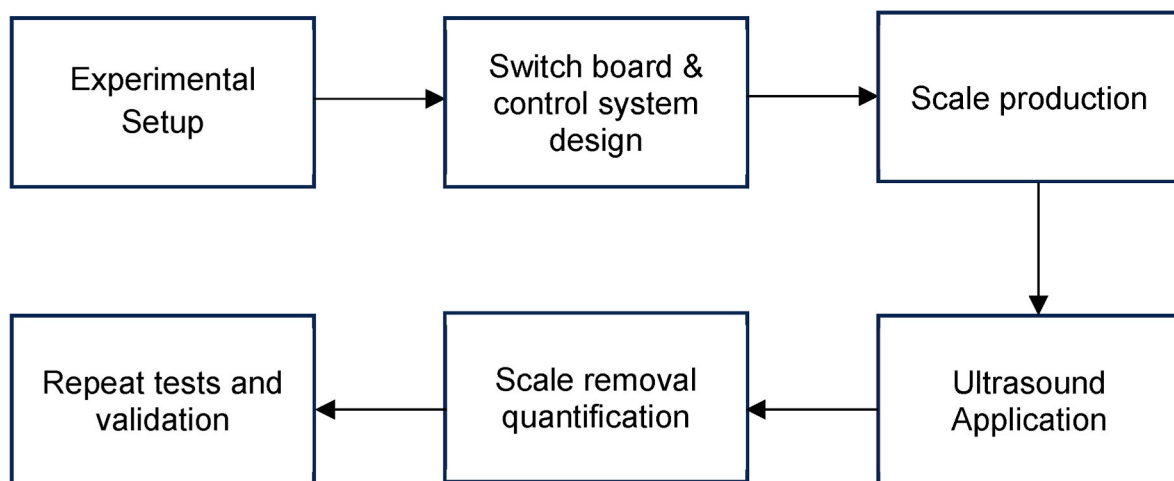 Experimental
Setup
Switch board &
control system
design
Scale production
Ultrasound
Application
Scale removal
quantification
Repeat tests and
validation